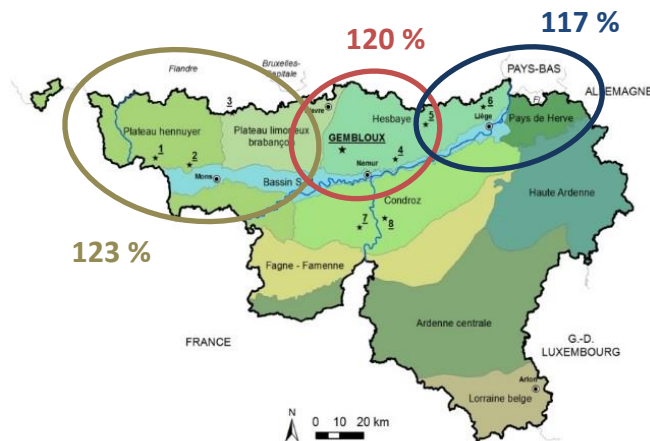 117 %
120 %
PAYS-BAS
Flandre
Bruxelles-
Capitale
ALLEMAGNE
3
6
5
Hesbaye
Liège
Pays de Herve
Plateau hennuyer
Plateau limoneux
brabançon
GEMBLOUX
1
2
4
Namur
Mons
Bassin S
Haute Ardenne
Condroz
7
8
123 %
Fagne - Famenne
Ardenne centrale
FRANCE
G.-D.
LUXEMBOURG
Arlon
Lorraine belge
N
0 10 20 km